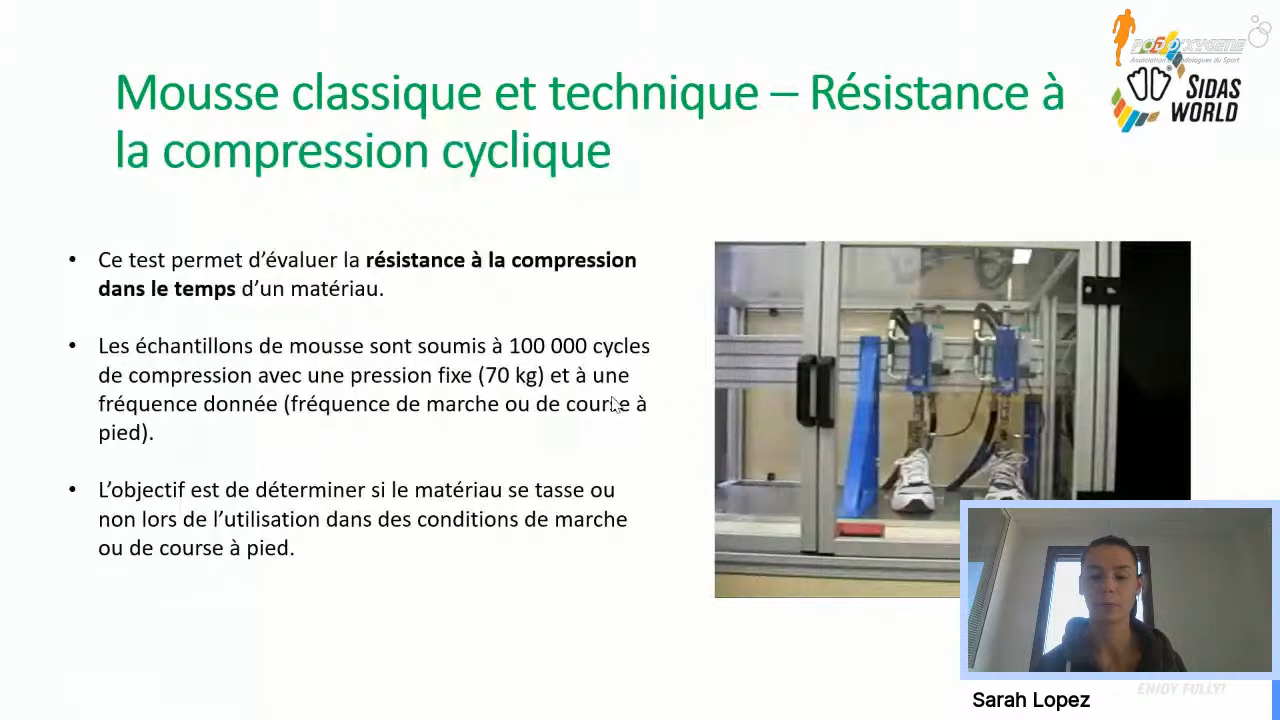 Mousse classique et technique – Résistance à
la compression cyclique
SIDAS
WORLD
• Ce test permet d’évaluer la résistance à la compression
dans le temps d’un matériau.
• Les échantillons de mousse sont soumis à 100 000 cycles
de compression avec une pression fixe (70 kg) et à une
fréquence donnée (fréquence de marche ou de course à
pied).
• L’objectif est de déterminer si le matériau se tasse ou
non lors de l’utilisation dans des conditions de marche
ou de course à pied.
ENJOY FULLY!
Sarah Lopez